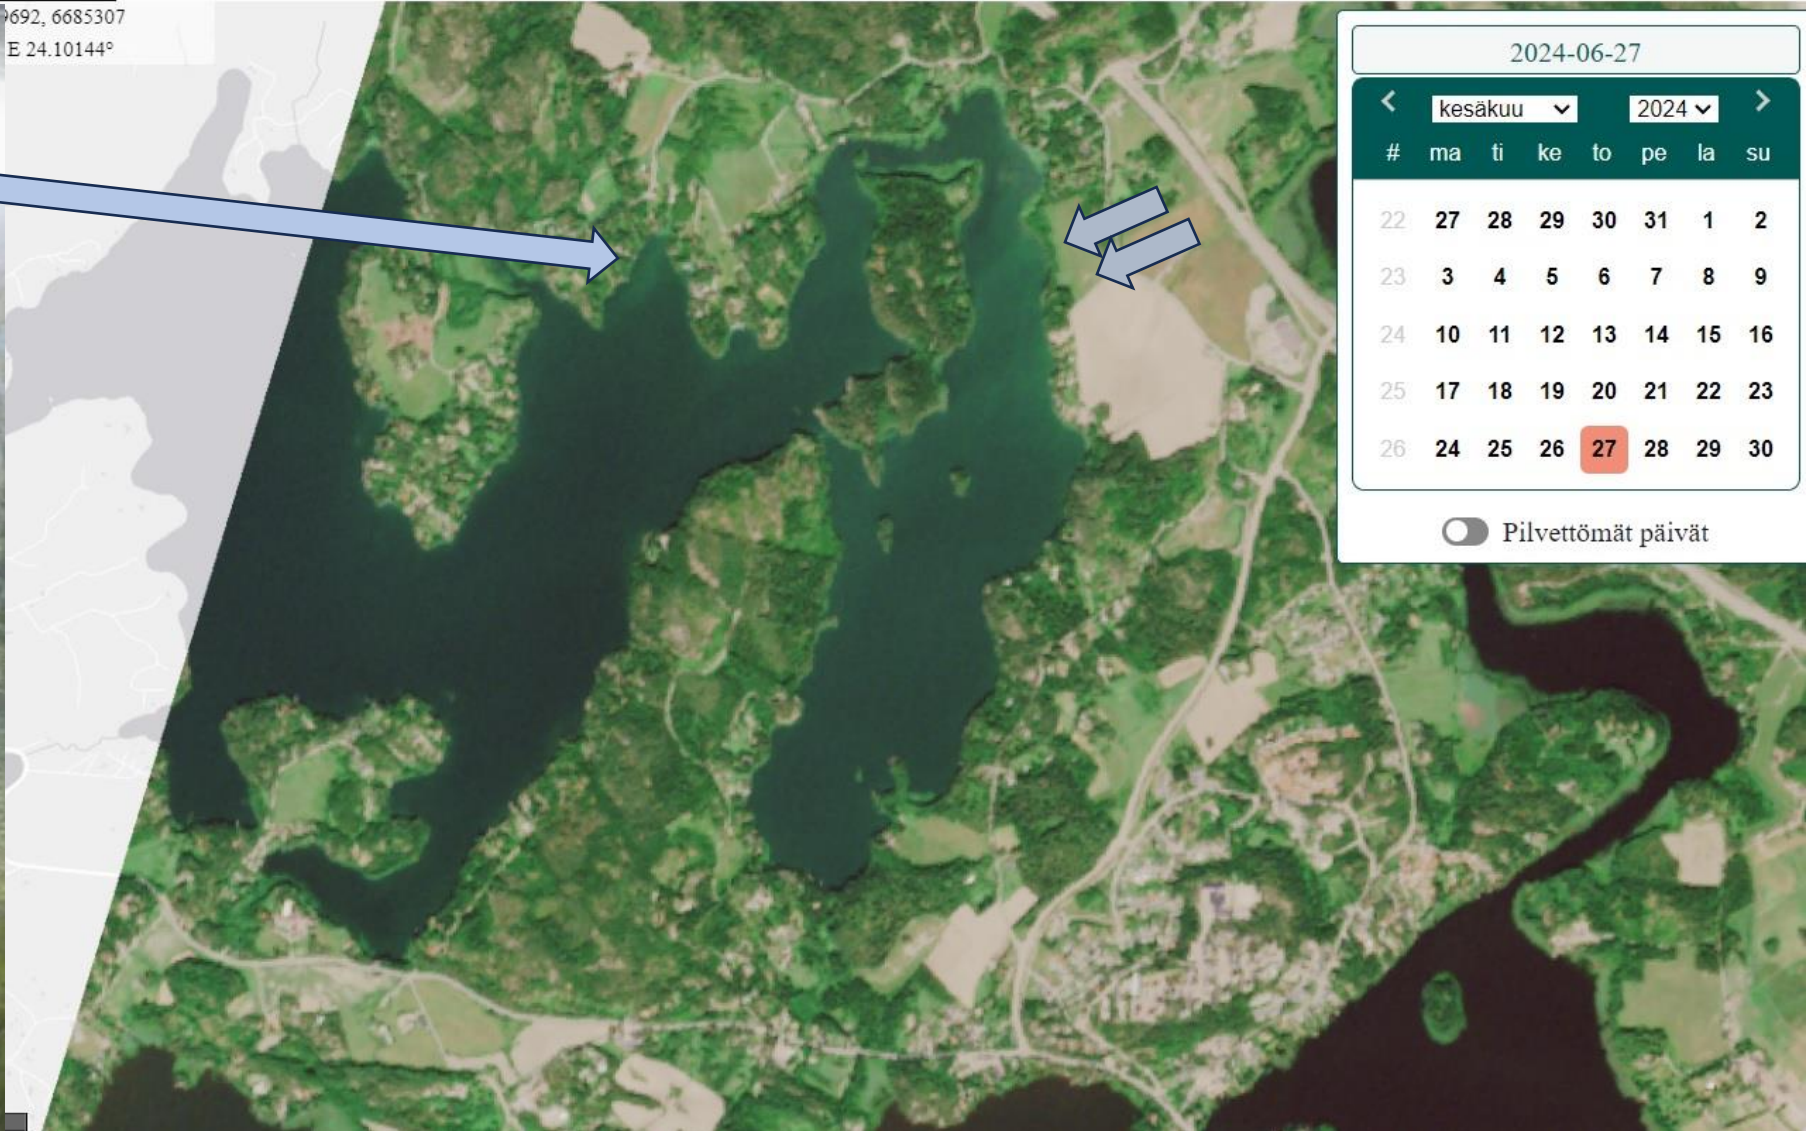 9692, 6685307
E 24.10144°
2024-06-27
kesäkuu 2024
# ma ti ke to pe la su
22 27 28 29 30 31 1 2
23 3 4 5 6 7 8 9
24 10 11 12 13 14 15 16
25 17 18 19 20 21 22 23
26 24 25 26 27 28 29 30
Pilvettömät päivät